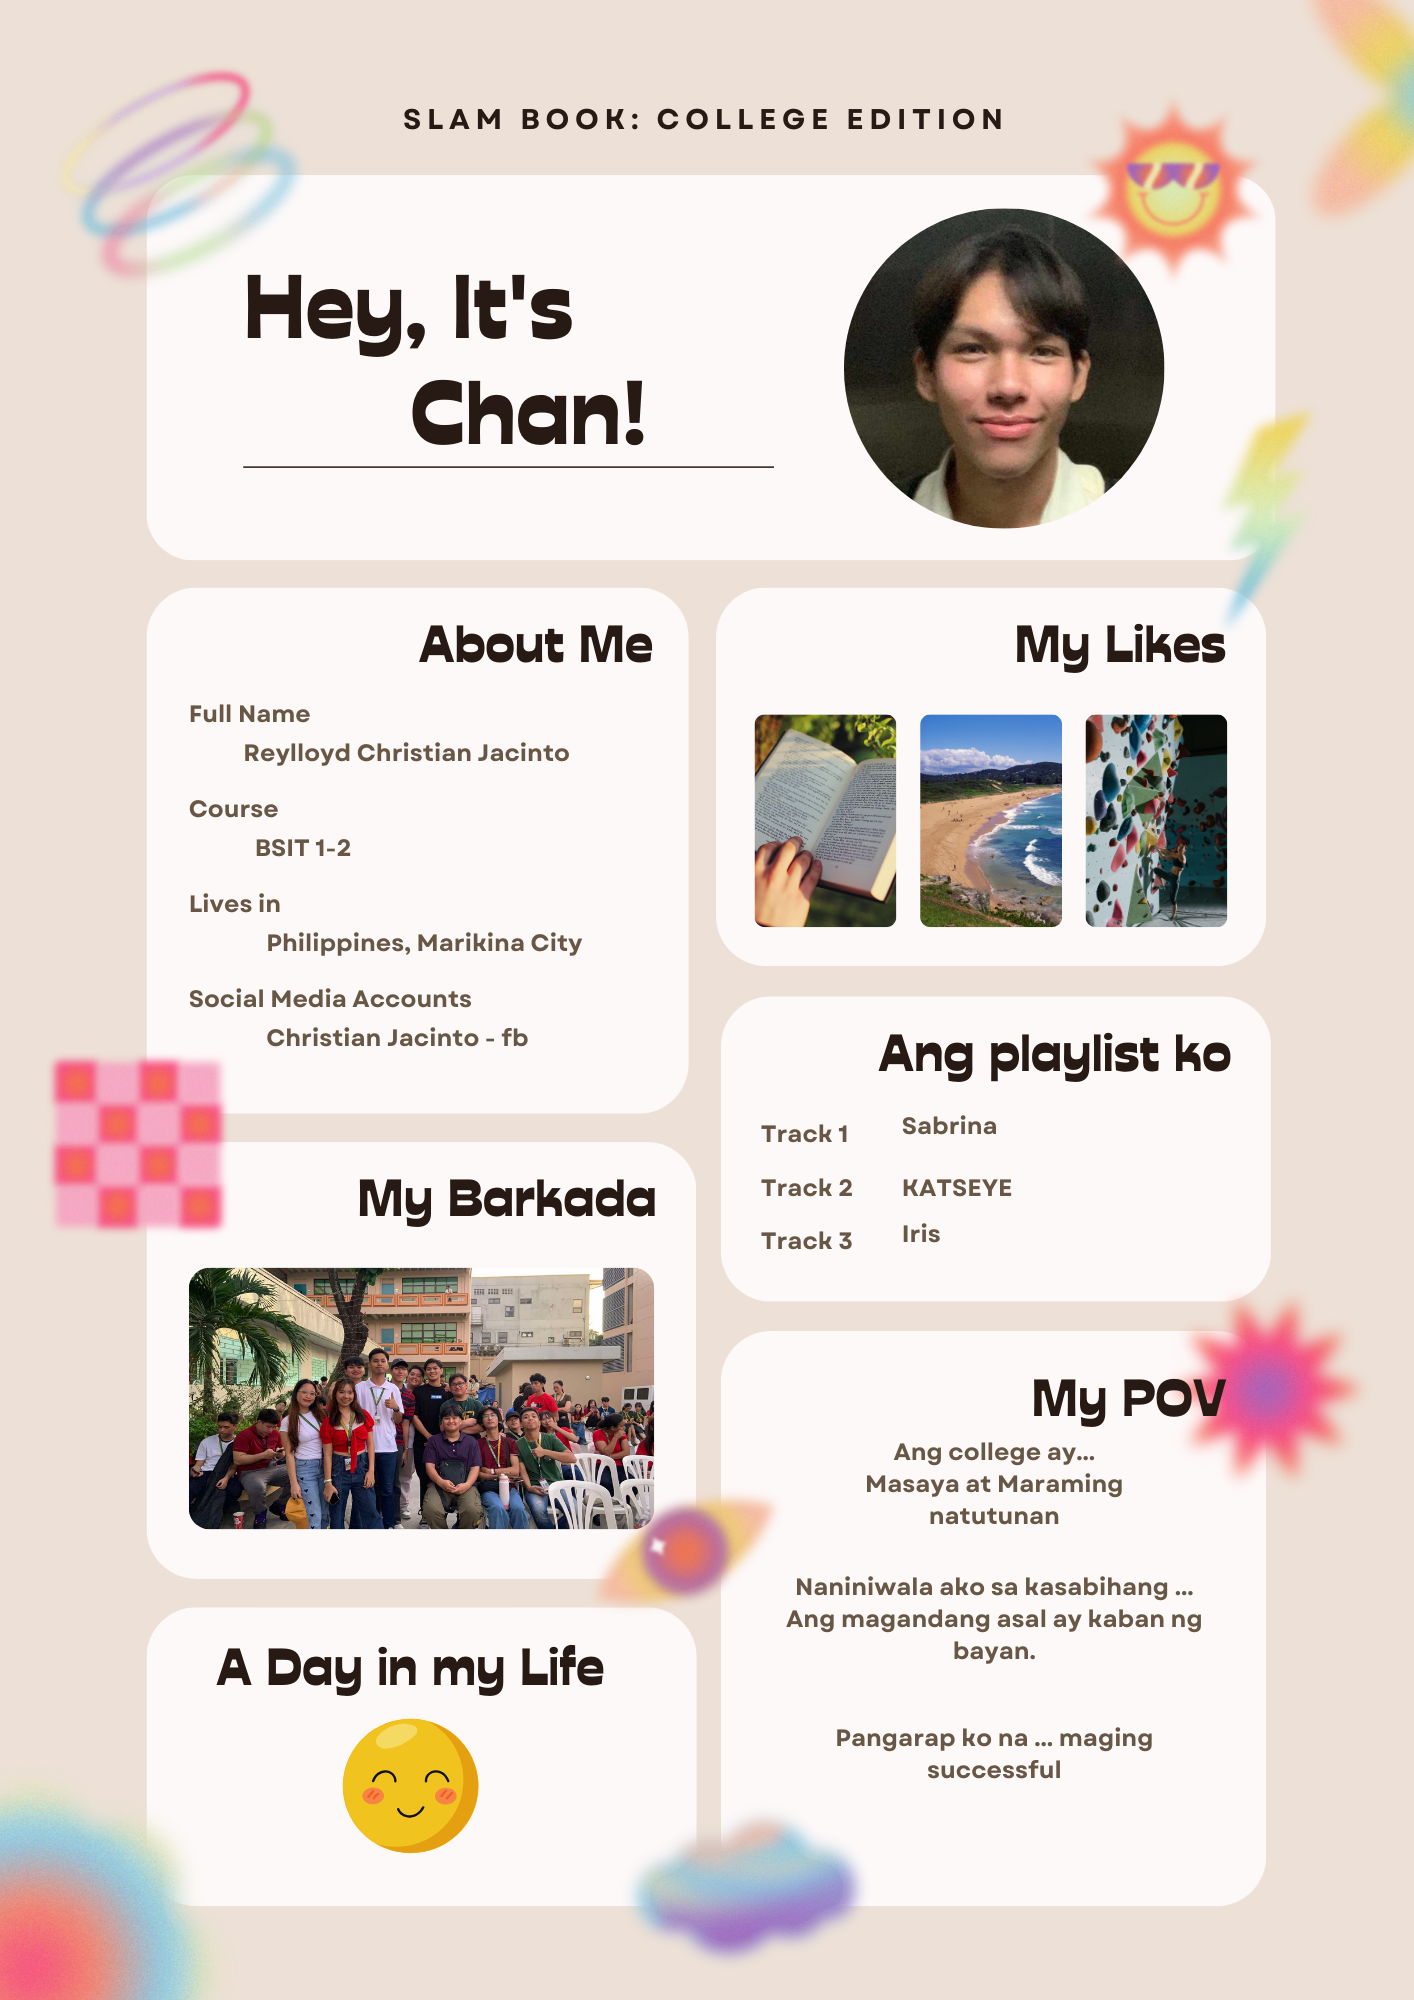 SLAM BOOK: COLLEGE EDITION
Hey, It's
Chan!
About Me
Full Name
Reylloyd Christian Jacinto
Course
BSIT 1-2
Lives in
Philippines, Marikina City
Social Media Accounts
Christian Jacinto - fb
My Likes
Ang playlist ko
Track 1 Sabrina
Track 2 KATSEYE
Track 3 Iris
My Barkada
My POV
Ang college ay...
Masaya at Maraming
natutunan
Naniniwala ako sa kasabihang ...
Ang magandang asal ay kaban ng
bayan.
Pangarap ko na ... maging
successful
A Day in my Life